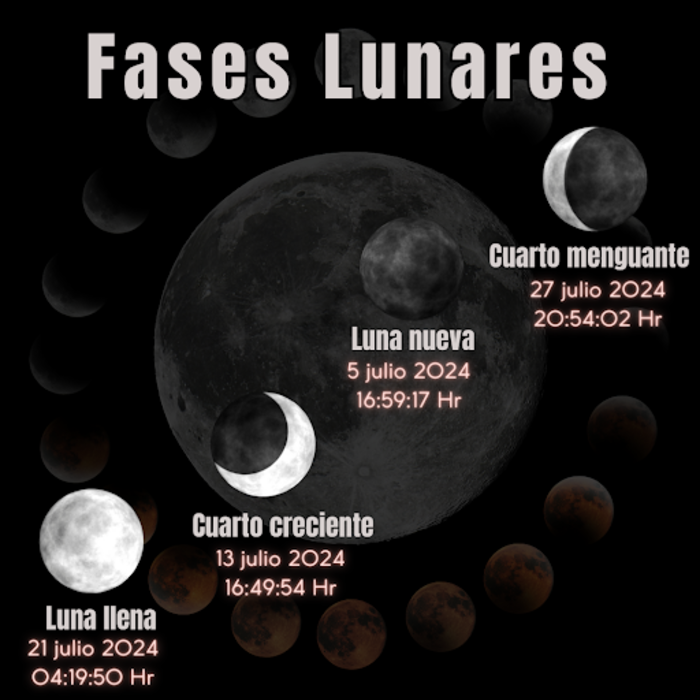 Fases Lunares
Cuarto menguante
27 julio 2024
20:54:02 Hr
Luna nueva
5 julio 2024
16:59:17 Hr
Cuarto creciente
13 julio 2024
16:49:54 Hr
Luna llena
21 julio 2024
04:19:50 Hr